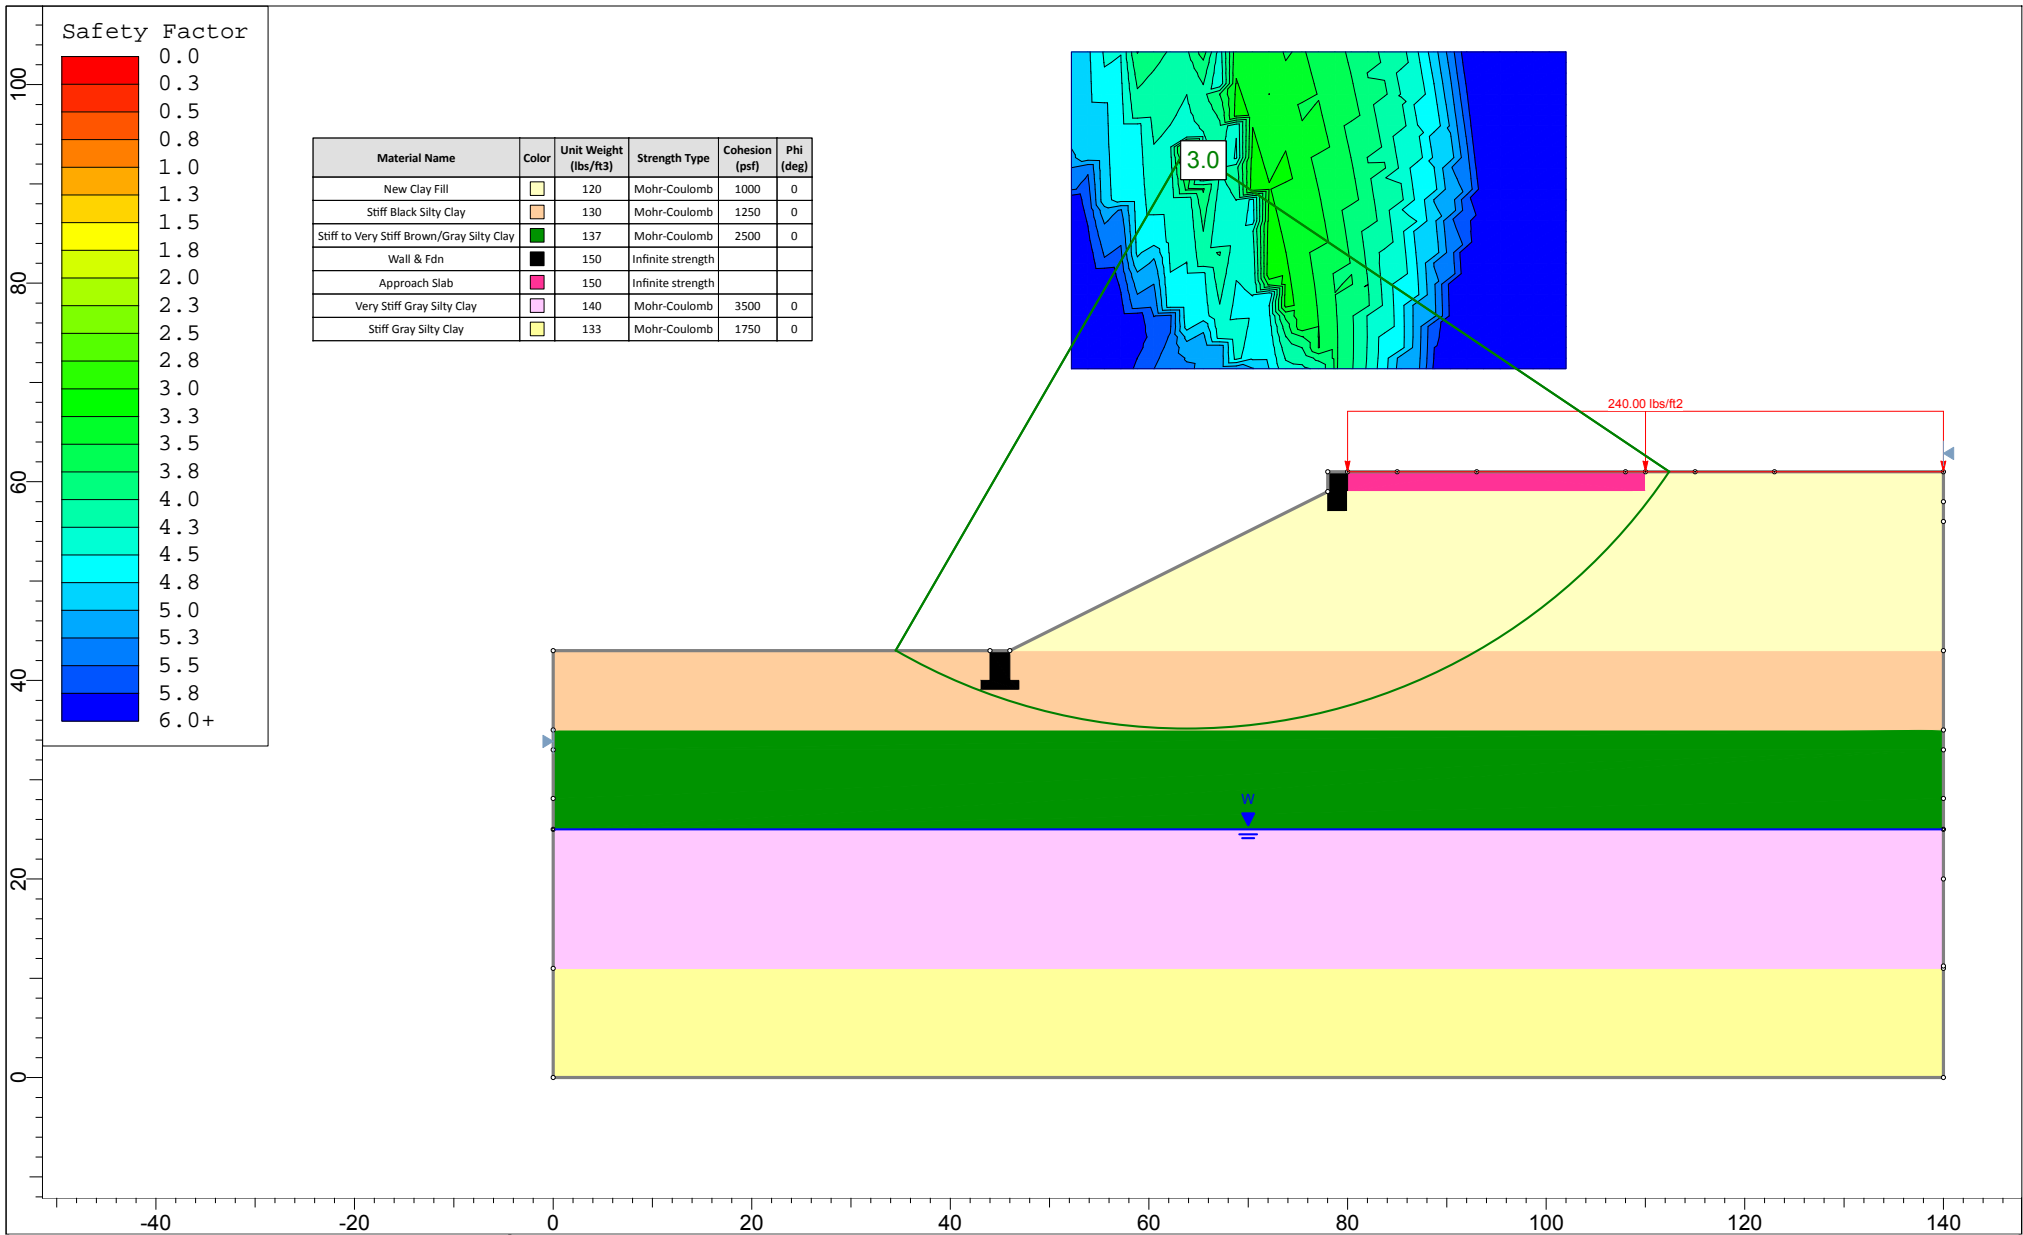 Safety Factor
0.0
0.3
0.5
0.8
1.0
1.3
1.5
1.8
2.0
2.3
2.5
2.8
3.0
3.3
3.5
3.8
4.0
4.3
4.5
4.8
5.0
5.3
5.5
5.8
6.0+
Material Name Color Unit Weight (lbs/ft3) Strength Type Cohesion (psf) Phi (deg)
New Clay Fill 120 Mohr-Coulomb 1000 0
Stiff Black Silty Clay 130 Mohr-Coulomb 1250 0
Stiff to Very Stiff Brown/Gray Silty Clay 137 Mohr-Coulomb 2500 0
Wall & Fdn 150 Infinite strength
Approach Slab 150 Infinite strength
Very Stiff Gray Silty Clay 140 Mohr-Coulomb 3500 0
Stiff Gray Silty Clay 133 Mohr-Coulomb 1750 0
3.0
240.00 lbs/ft2
W
100
80
60
40
20
0
-40 -20 0 20 40 60 80 100 120 140